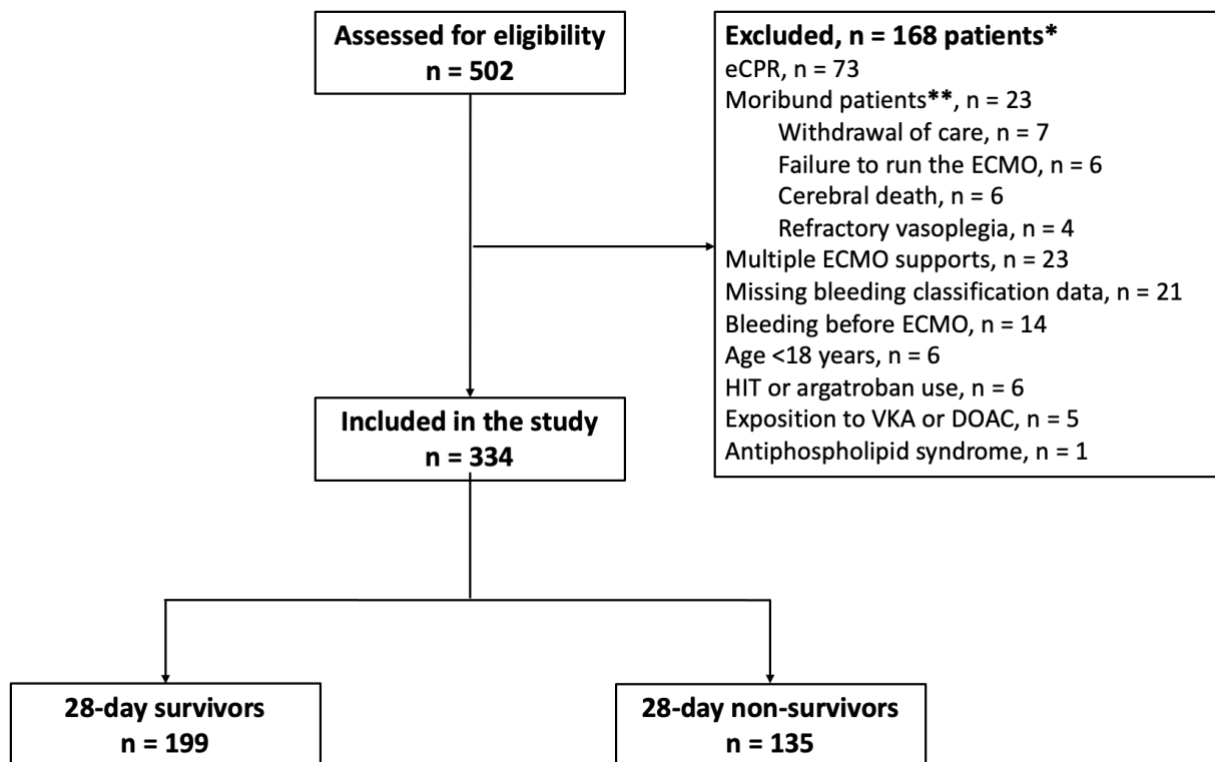 Assessed for eligibility
n = 502
Excluded, n = 168 patients*
eCPR, n = 73
Moribund patients**, n = 23
Withdrawal of care, n = 7
Failure to run the ECMO, n = 6
Cerebral death, n = 6
Refractory vasoplegia, n = 4
Multiple ECMO supports, n = 23
Missing bleeding classification data, n = 21
Bleeding before ECMO, n = 14
Age <18 years, n = 6
HIT or argatroban use, n = 6
Exposition to VKA or DOAC, n = 5
Antiphospholipid syndrome, n = 1
Included in the study
n = 334
28-day survivors
n = 199
28-day non-survivors
n = 135